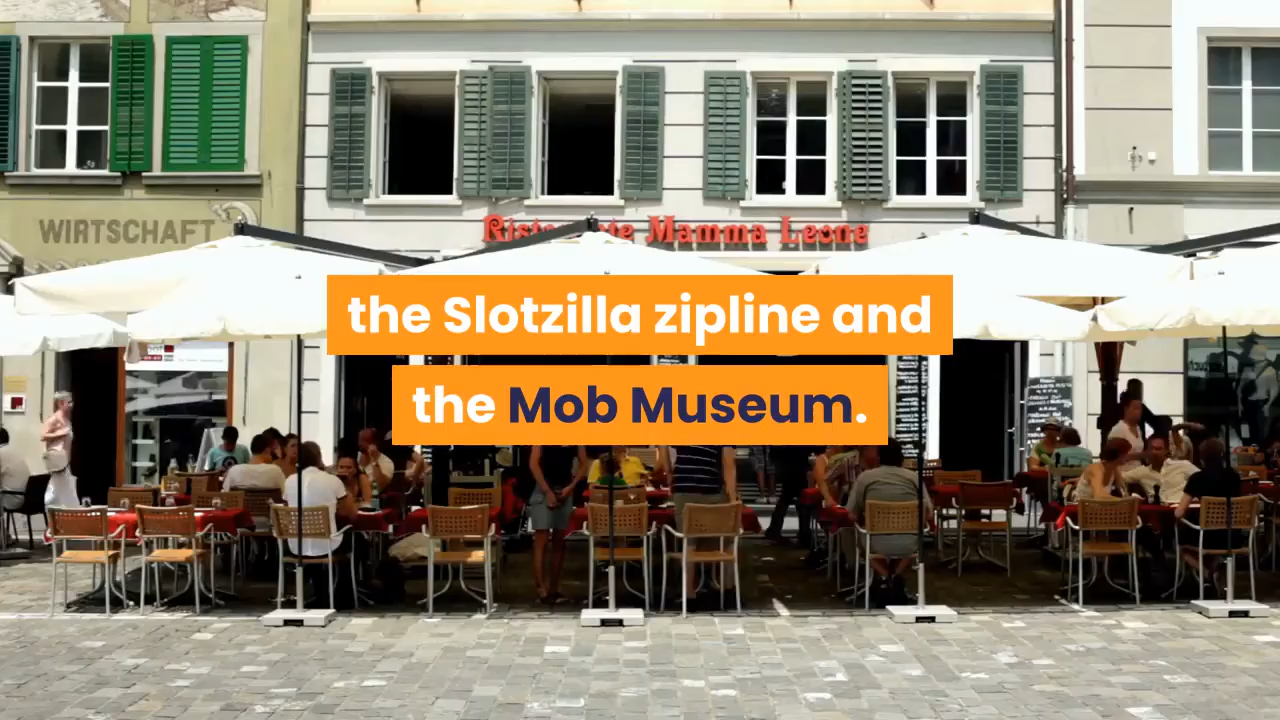 WIRTSCHAFT
Mamma Leone
the Slotzilla zipline and
the Mob Museum.